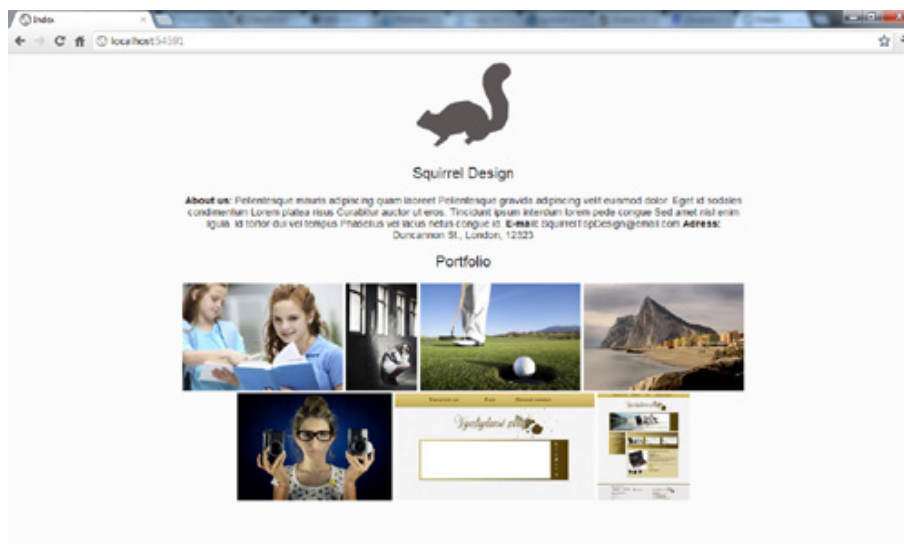 Index
localhost:54591
Squirrel Design
About us: Pellentesque mauris adipiscing quam laoreet Pellentesque gravida adipiscing velit euismod dolor. Eget id sodales
condimentum Lorem platea risus Curabitur auctor ut eros. Tincidunt ipsum interdum lorem pede congue Sed amet nisl enim
ligula. Id tortor dui vel tempus Phasellus vel lacus netus congue id. E-mail: SquirrelTopDesign@email.com Adress:
Duncannon St., London, 12323
Portfolio